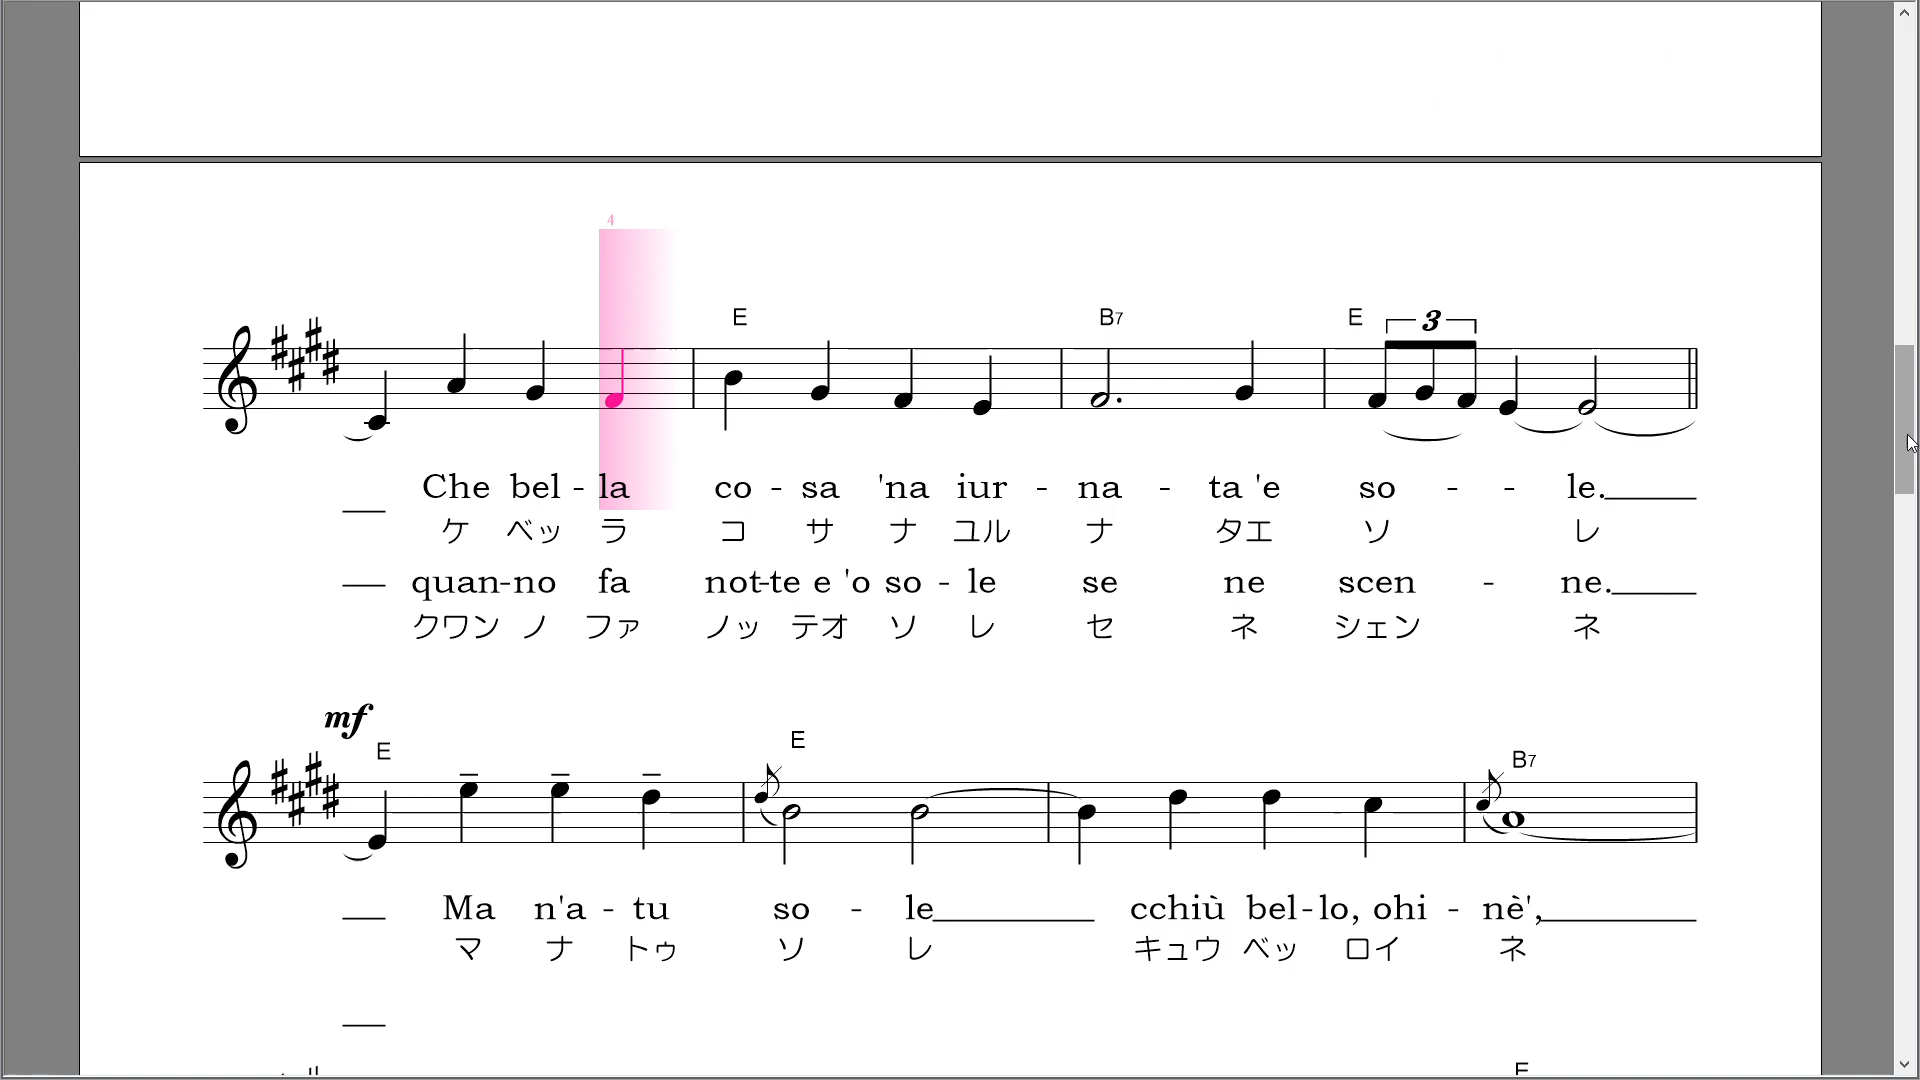 4
E B7 E 3
Che bel - la co - sa 'na iur - na - ta 'e so - - le.
ケ ベッ ラ コ サ ナ ユル ナ タエ ソ レ
quan-no fa not-te e 'o so - le se ne scen - ne.
クワン ノ ファ ノッ テオ ソ レ セ ネ シェン ネ
mf
E E B7
Ma n'a - tu so - le cchiù bel-lo, ohi - nè',
マ ナ トゥ ソ レ キュウ ベッ ロイ ネ
E